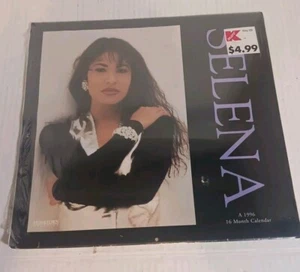 K
$4.99
SELENA
A 1996
16 Month Calendar